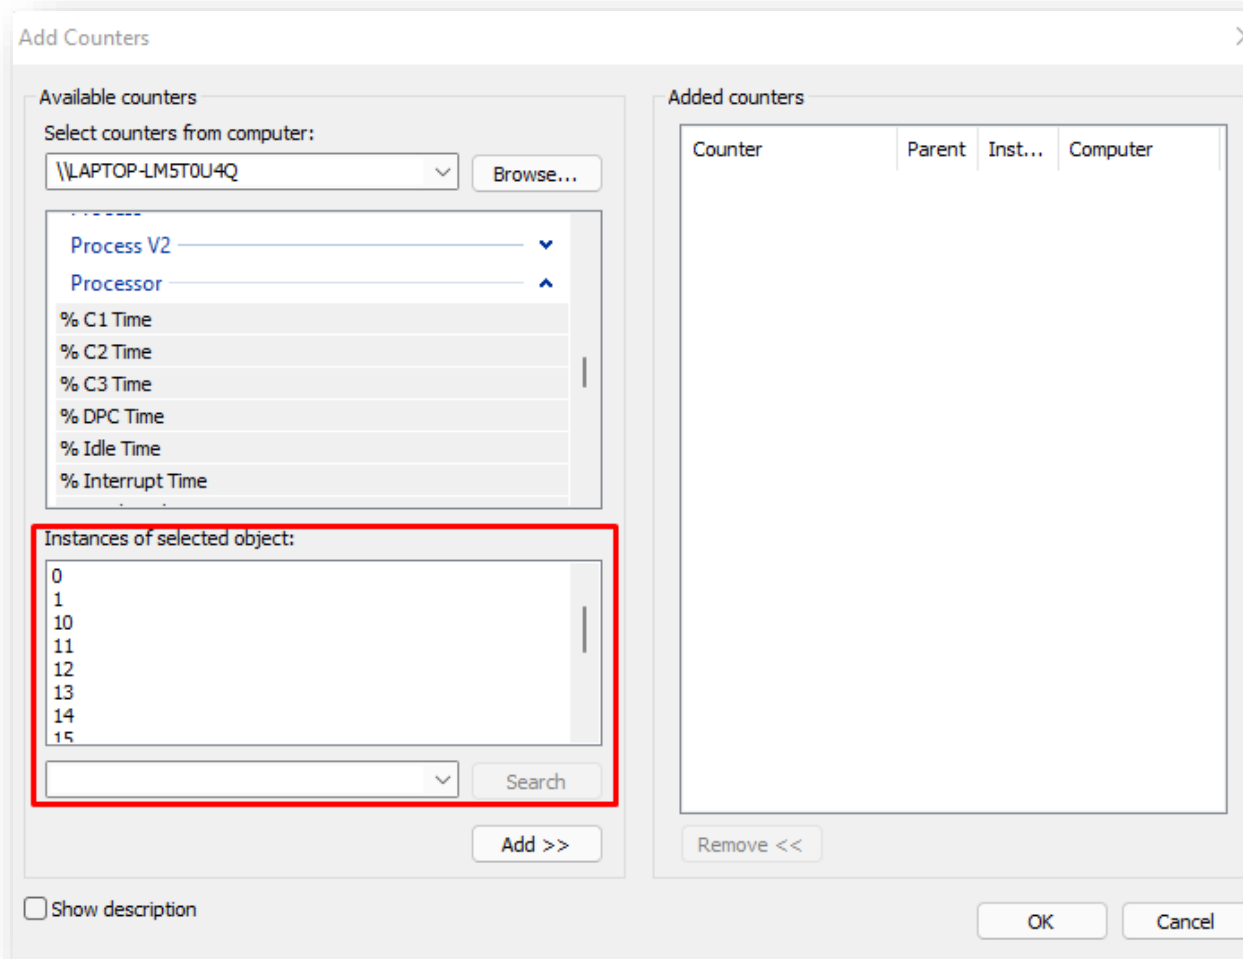 Add Counters
Available counters
Select counters from computer:
\\LAPTOP-LM5T0U4Q
Browse...
Process V2
Processor
% C1 Time
% C2 Time
% C3 Time
% DPC Time
% Idle Time
% Interrupt Time
Instances of selected object:
0
1
10
11
12
13
14
15
Search
Add >>
Show description
Added counters
Counter Parent Inst... Computer
Remove <<
OK
Cancel